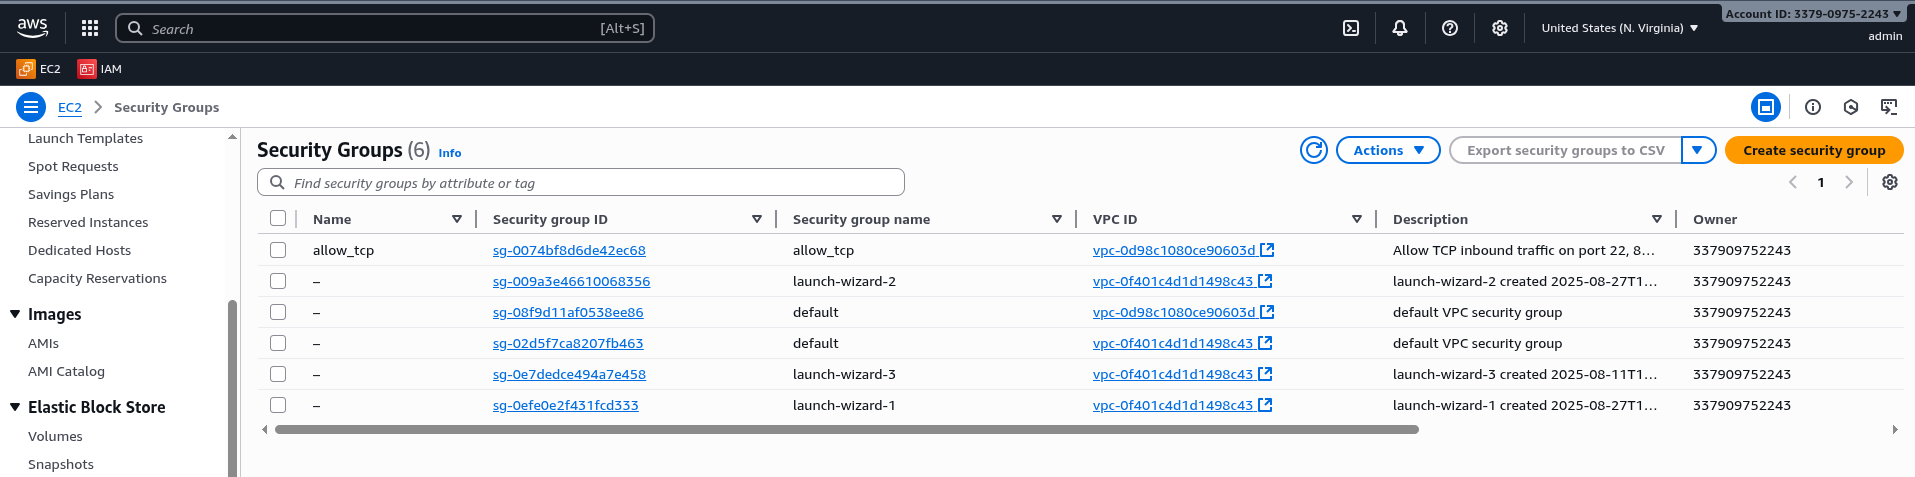 Account ID: 3379-0975-2243
aws
Search
[Alt+S]
United States (N. Virginia)
admin
EC2
IAM
EC2 Security Groups
Launch Templates
Spot Requests
Savings Plans
Reserved Instances
Dedicated Hosts
Capacity Reservations
Images
AMIs
AMI Catalog
Elastic Block Store
Volumes
Snapshots
Security Groups (6) Info
Actions
Export security groups to CSV
Create security group
Find security groups by attribute or tag
1
Name Security group ID Security group name VPC ID Description Owner
allow_tcp sg-0074bf8d6de42ec68 allow_tcp vpc-0d98c1080ce90603d Allow TCP inbound traffic on port 22, 8... 337909752243
– sg-009a3e46610068356 launch-wizard-2 vpc-0f401c4d1d1498c43 launch-wizard-2 created 2025-08-27T1... 337909752243
– sg-08f9d11af0538ee86 default vpc-0d98c1080ce90603d default VPC security group 337909752243
– sg-02d5f7ca8207fb463 default vpc-0f401c4d1d1498c43 default VPC security group 337909752243
– sg-0e7dedce494a7e458 launch-wizard-3 vpc-0f401c4d1d1498c43 launch-wizard-3 created 2025-08-11T1... 337909752243
– sg-0efe0e2f431fcd333 launch-wizard-1 vpc-0f401c4d1d1498c43 launch-wizard-1 created 2025-08-27T1... 337909752243